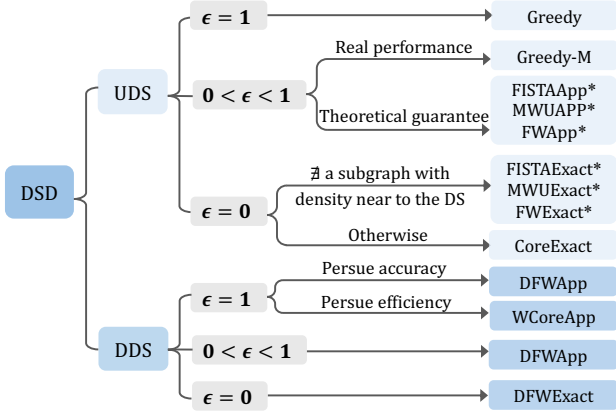 DSD
UDS
ϵ = 1
Greedy
0 < ϵ < 1
Real performance
Greedy-M
Theoretical guarantee
FISTAApp*
MWUAPP*
FWApp*
ϵ = 0
∄ a subgraph with
density near to the DS
FISTAExact*
MWUExact*
FWExact*
Otherwise
CoreExact
DDS
ϵ = 1
Persue accuracy
DFWApp
Persue efficiency
WCoreApp
0 < ϵ < 1
DFWApp
ϵ = 0
DFWExact